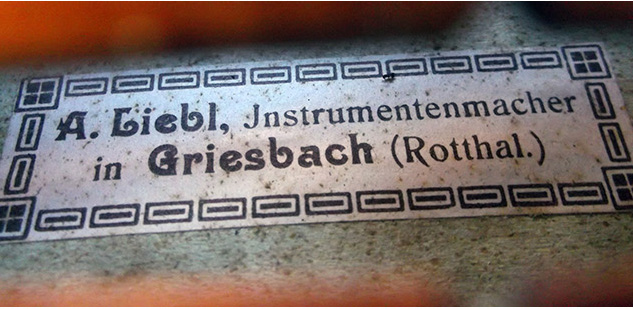 A. Liebl, Jnstrumentenmacher
in Griesbach (Rotthal.)